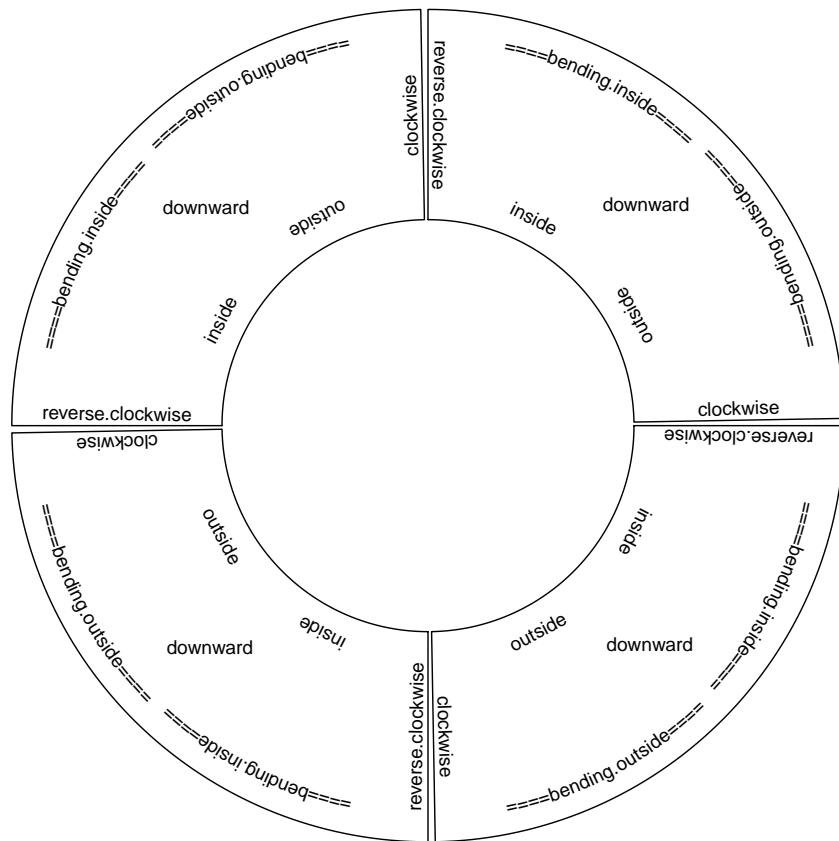 ====bending.outside====
clockwise
reverse.clockwise
====bending.inside====
====bending.inside====
downward
outside
inside
downward
====bending.outside====
inside
outside
reverse.clockwise
clockwise
clockwise
reverse.clockwise
outside
inside
====bending.outside====
downward
inside
outside
downward
====bending.inside====
====bending.inside====
reverse.clockwise
clockwise
====bending.outside====